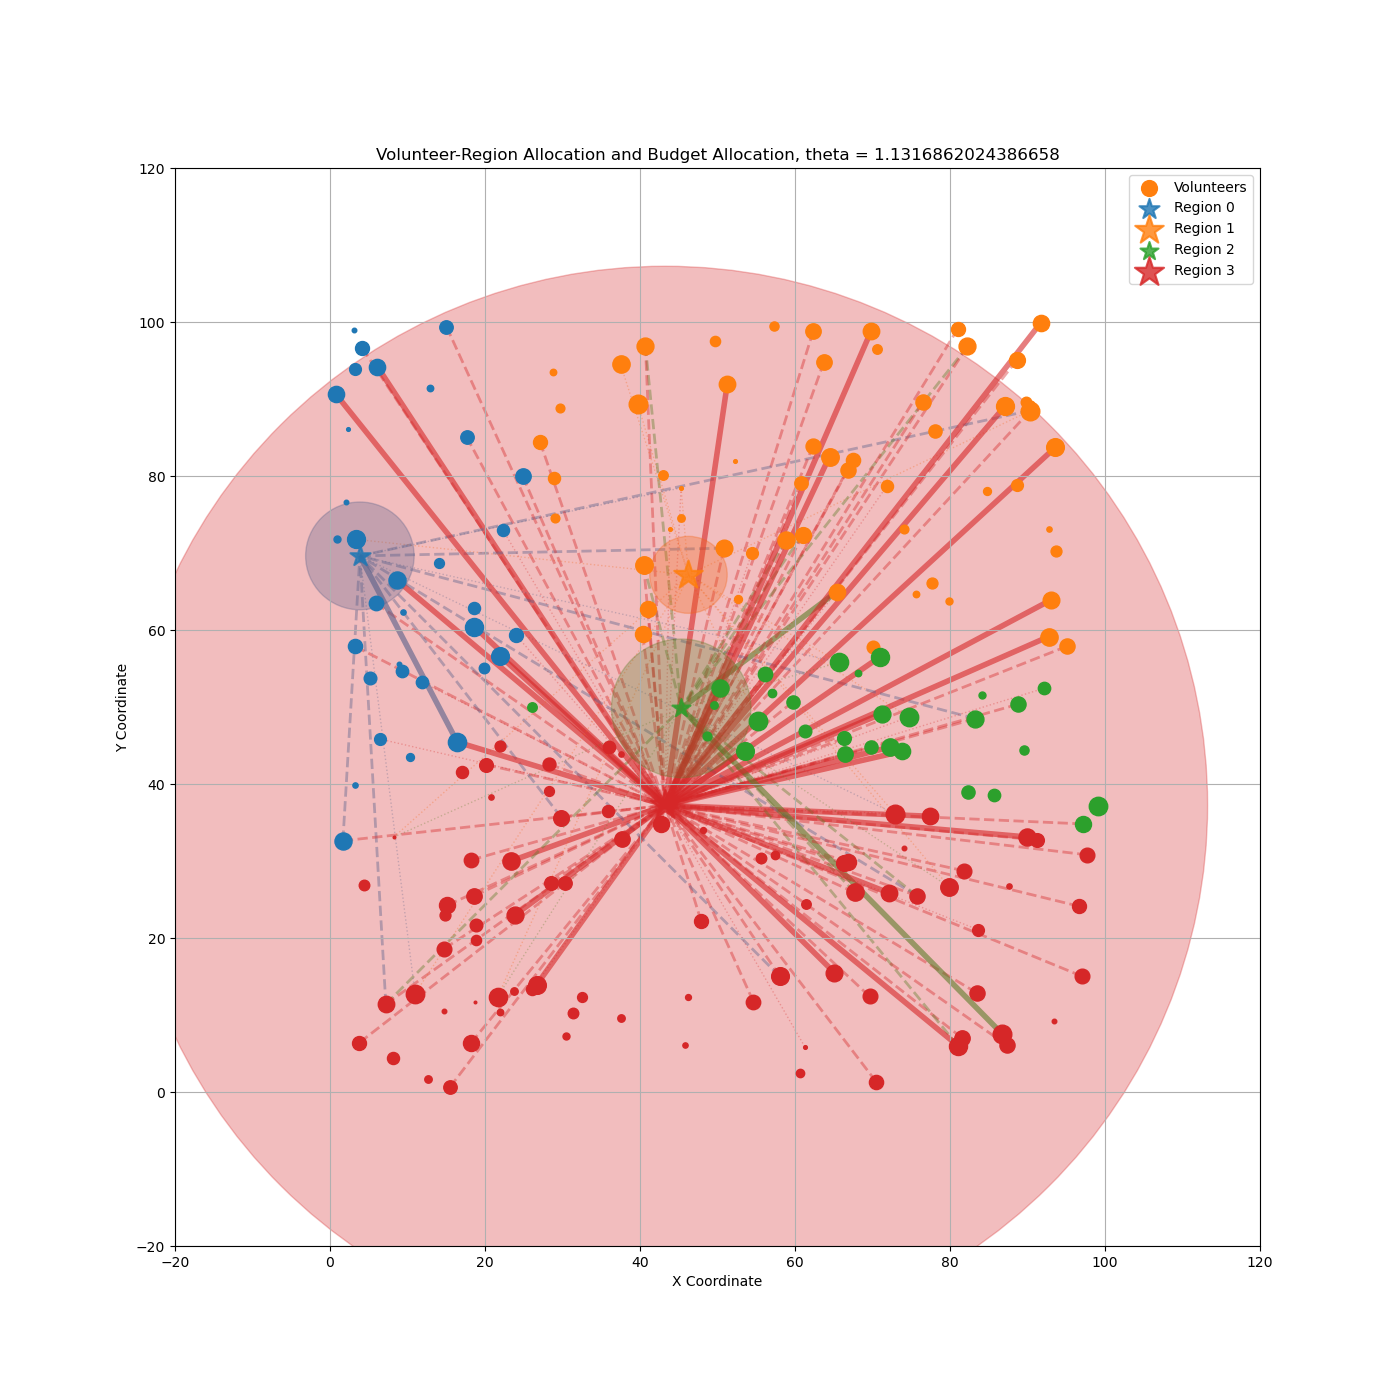 Volunteer-Region Allocation and Budget Allocation, theta = 1.1316862024386658
120
100
80
60
40
20
0
−20
Y Coordinate
Volunteers
Region 0
Region 1
Region 2
Region 3
−20
0
20
40
60
80
100
120
X Coordinate